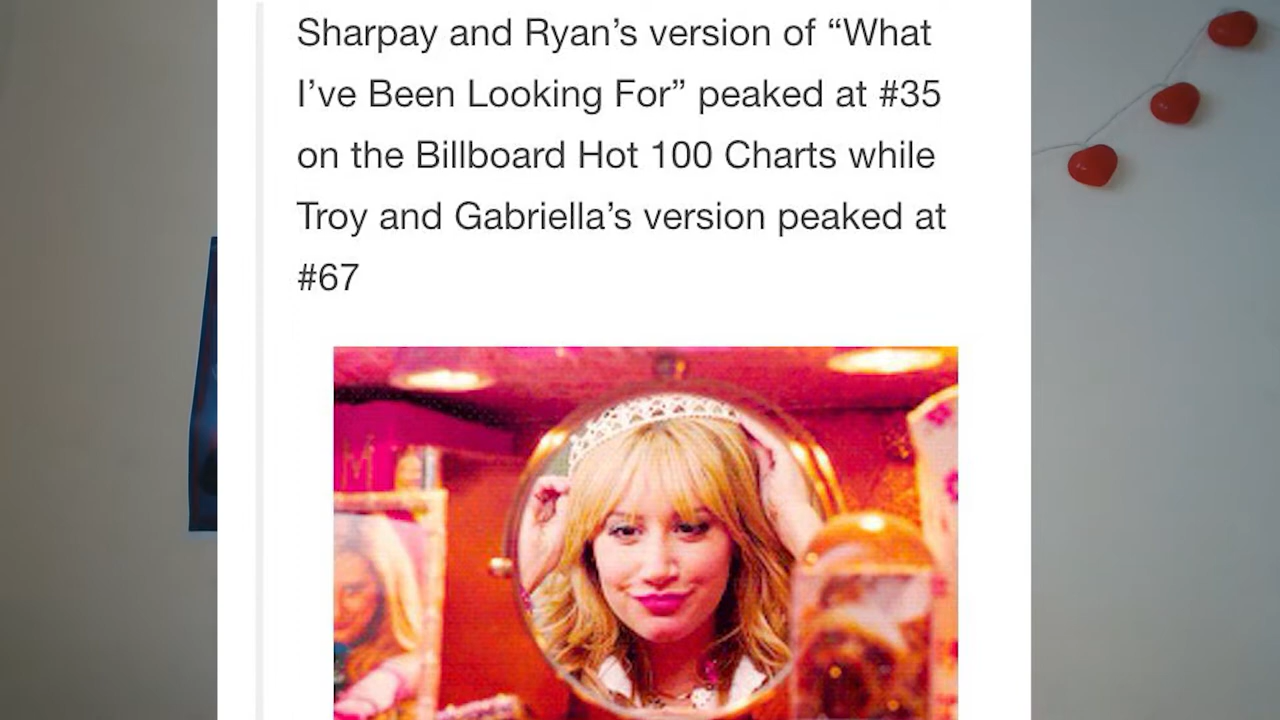 Sharpay and Ryan’s version of “What
I’ve Been Looking For” peaked at #35
on the Billboard Hot 100 Charts while
Troy and Gabriella’s version peaked at
#67